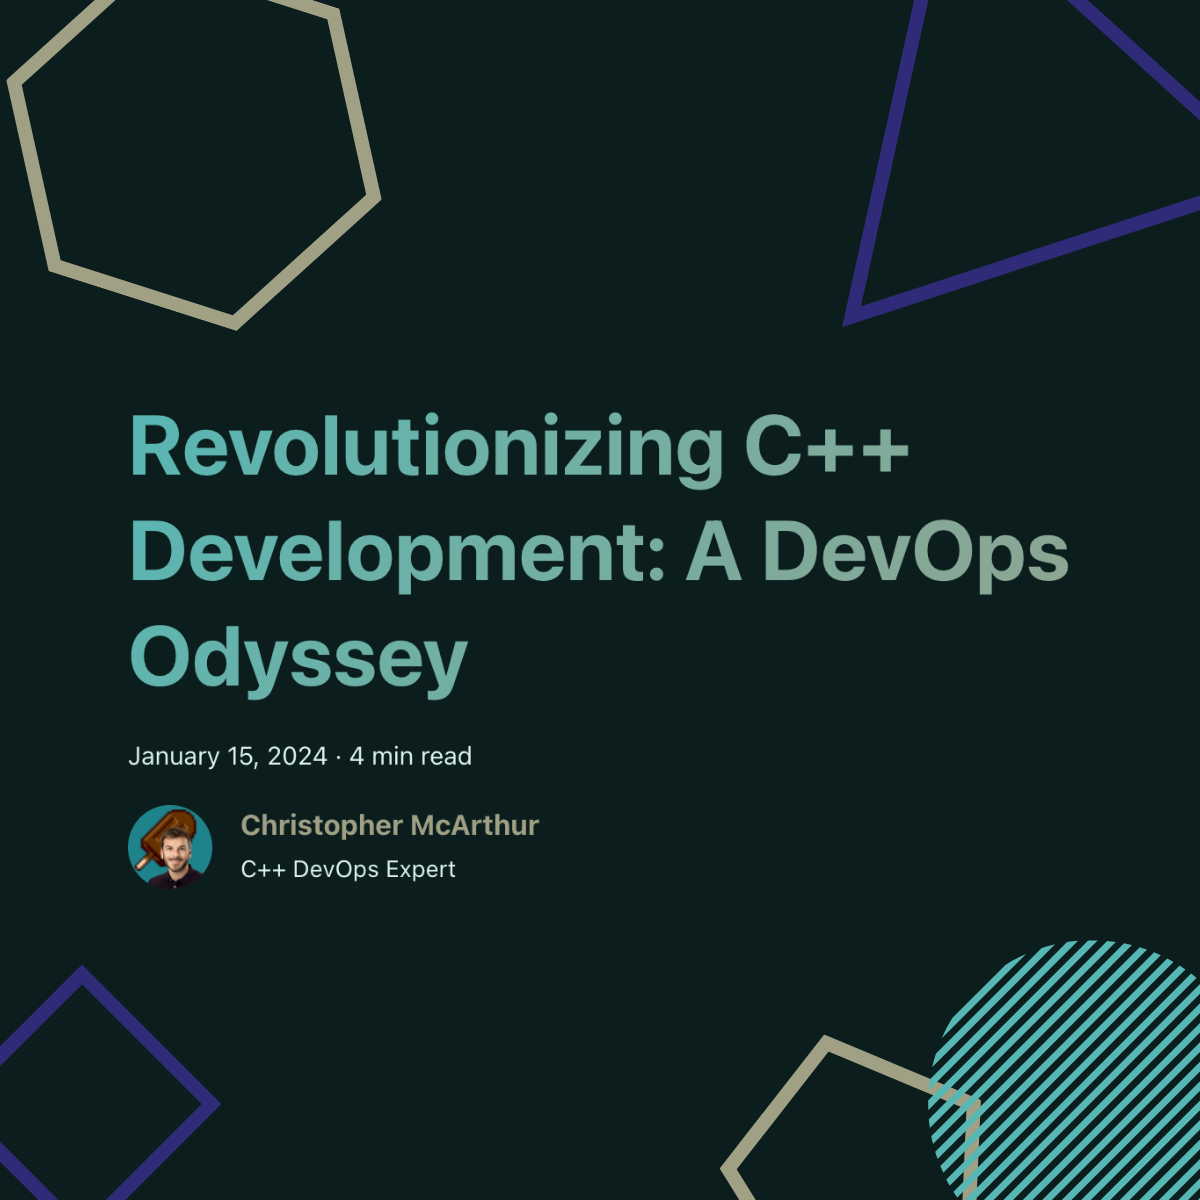 Revolutionizing C++
Development: A DevOps
Odyssey
January 15, 2024 · 4 min read
Christopher McArthur
C++ DevOps Expert